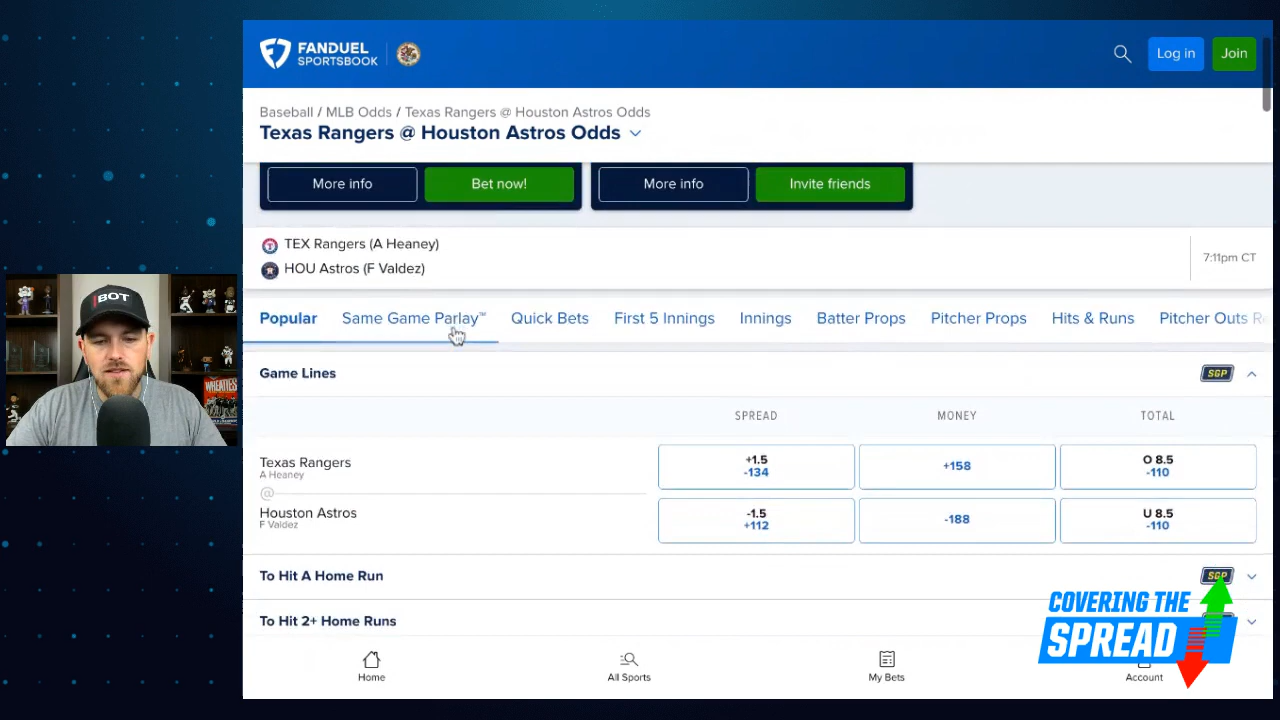 FANDUEL
SPORTSBOOK
Log in
Join
Baseball / MLB Odds / Texas Rangers @ Houston Astros Odds
Texas Rangers @ Houston Astros Odds
More info
Bet now!
More info
Invite friends
TEX Rangers (A Heaney)
HOU Astros (F Valdez)
7:11pm CT
Popular
Same Game Parlay™
Quick Bets
First 5 Innings
Innings
Batter Props
Pitcher Props
Hits & Runs
Pitcher Outs
Game Lines
SGP
SPREAD
MONEY
TOTAL
Texas Rangers
A Heaney
+1.5
-134
+158
O 8.5
-110
@
Houston Astros
F Valdez
-1.5
+112
-188
U 8.5
-110
To Hit A Home Run
SGP
To Hit 2+ Home Runs
Home
All Sports
My Bets
Account
COVERING THE
SPREAD
BOT
WHEATIES